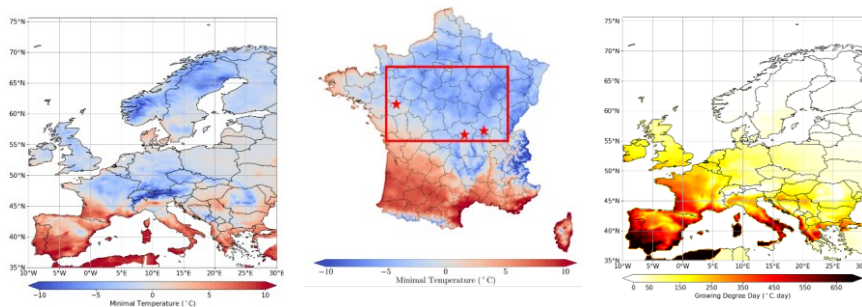 75°N
70°N
65°N
60°N
55°N
50°N
45°N
40°N
35°N
10°W 5°W 0°E 5°E 10°E 15°E 20°E 25°E 30°E
−10 −5 0 5 10
Minimal Temperature (°C)
−10 −5 0 5 10
Minimal Temperature (°C)
75°N
70°N
65°N
60°N
55°N
50°N
45°N
40°N
35°N
10°W 5°W 0°E 5°E 10°E 15°E 20°E 25°E 30
0 50 150 250 350 450 550 650
Growing Degree Day (°C.day)